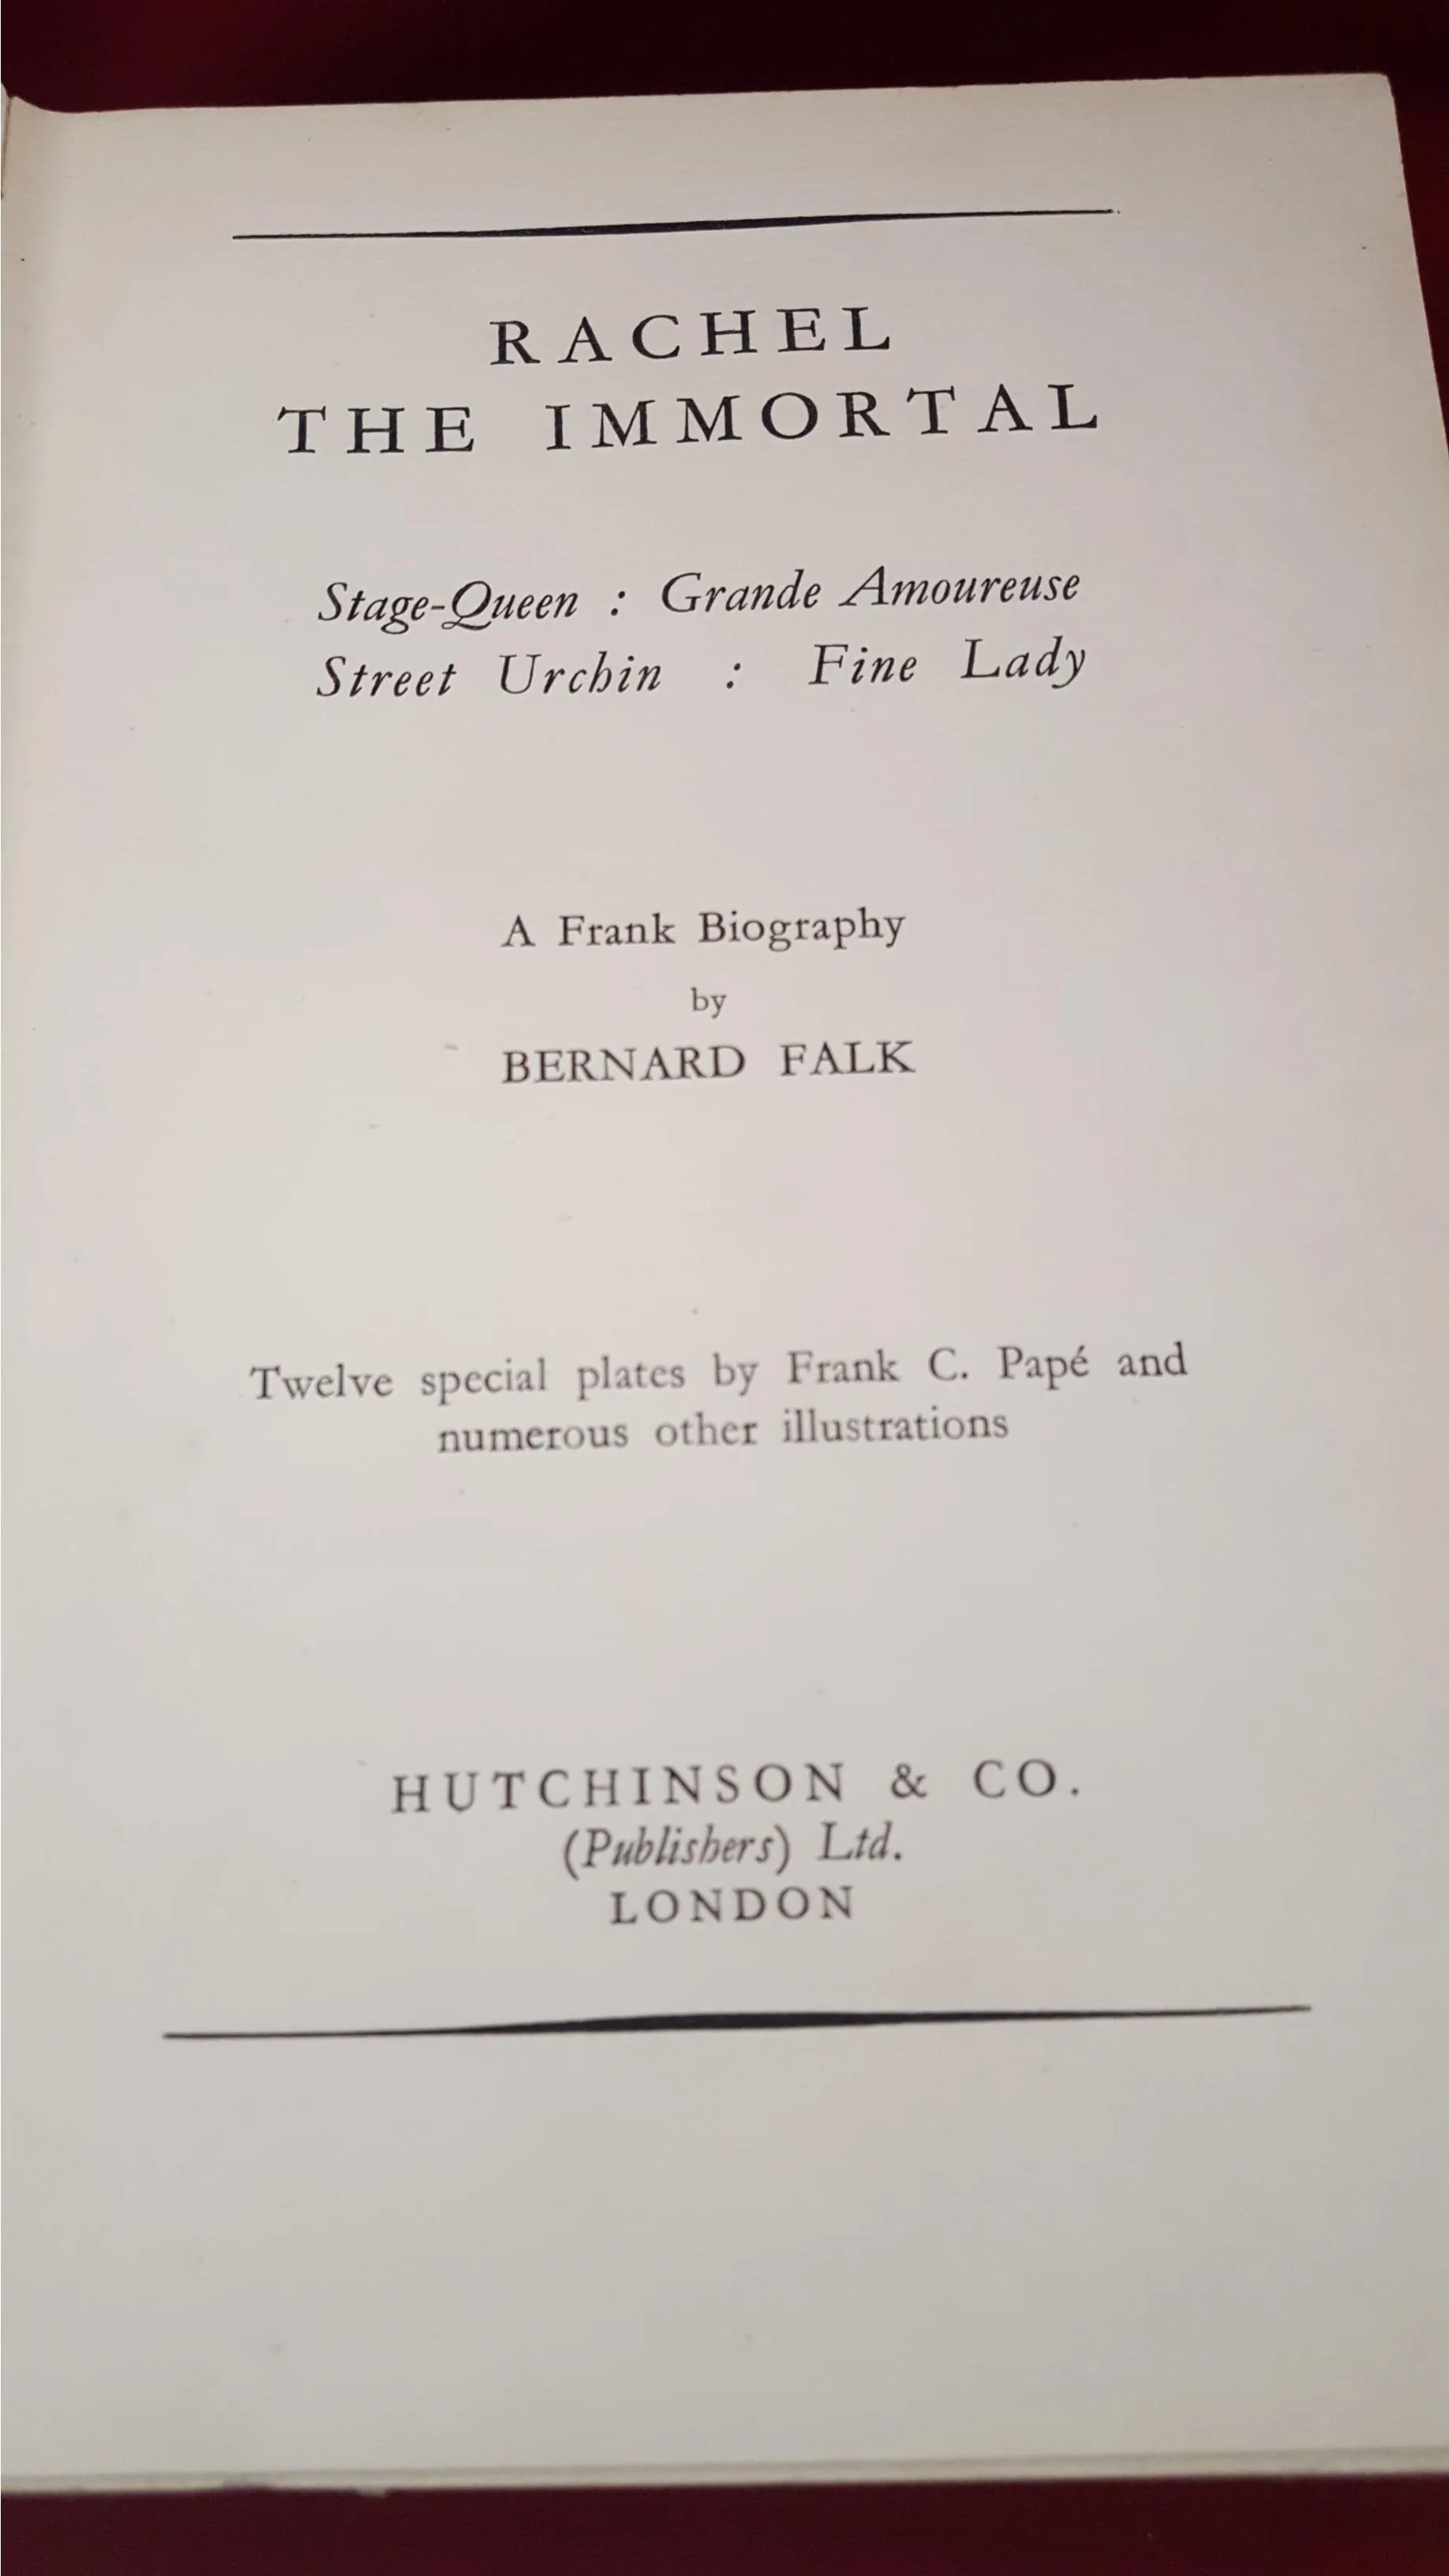 RACHEL
THE IMMORTAL
Stage-Queen : Grande Amoureuse
Street Urchin : Fine Lady
A Frank Biography
by
BERNARD FALK
Twelve special plates by Frank C. Papé and
numerous other illustrations
HUTCHINSON & CO.
(Publishers) Ltd.
LONDON